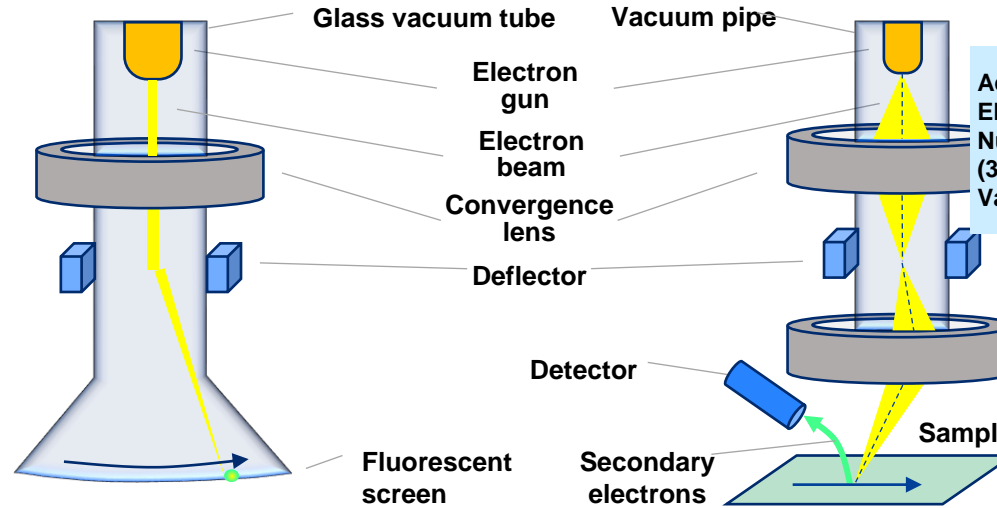 Glass vacuum tube
Vacuum pipe
Electron
gun
Electron
beam
Convergence
lens
Deflector
Detector
Secondary
electrons
Fluorescent
screen